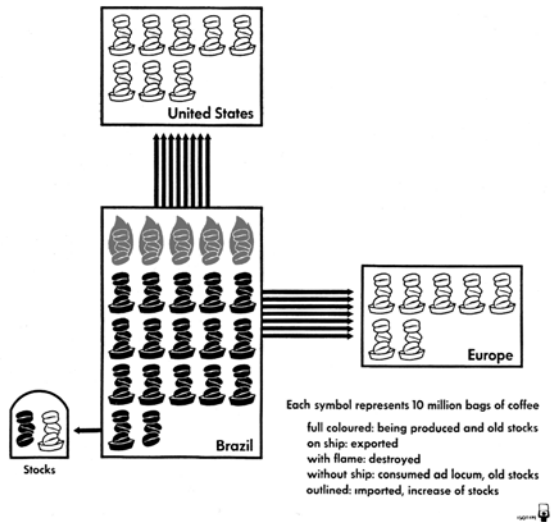 United States
Europe
Brazil
Stocks
Each symbol represents 10 million bags of coffee
full coloured: being produced and old stocks
on ship: exported
with flame: destroyed
without ship: consumed ad locum, old stocks
outlined: imported, increase of stocks